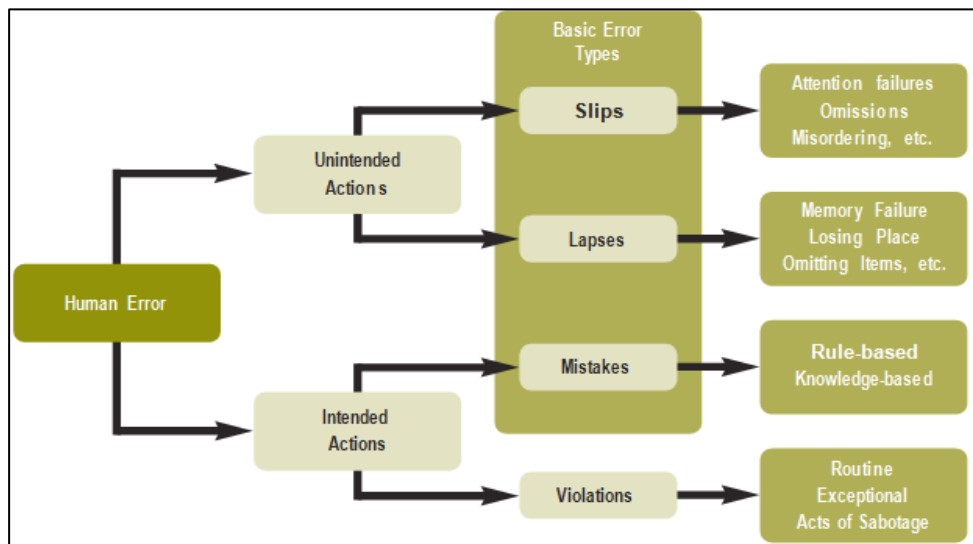 Basic Error
Types
Slips
Attention failures
Omissions
Misordering, etc.
Unintended
Actions
Lapses
Memory Failure
Losing Place
Omitting Items, etc.
Human Error
Mistakes
Rule-based
Knowledge-based
Intended
Actions
Violations
Routine
Exceptional
Acts of Sabotage